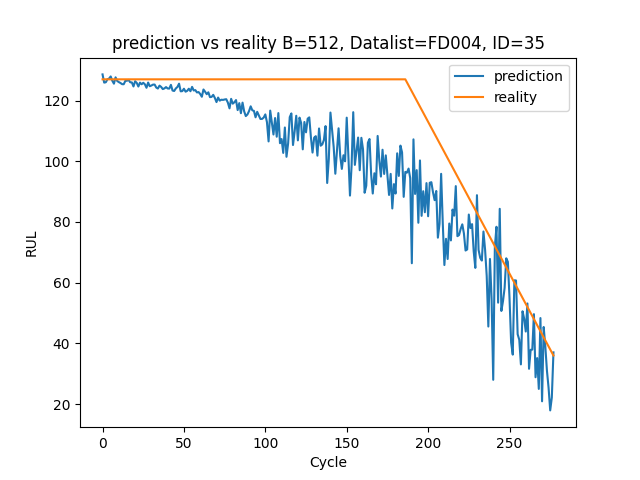 prediction vs reality B=512, Datalist=FD004, ID=35
prediction
reality
RUL
120
100
80
60
40
20
0 50 100 150 200 250
Cycle